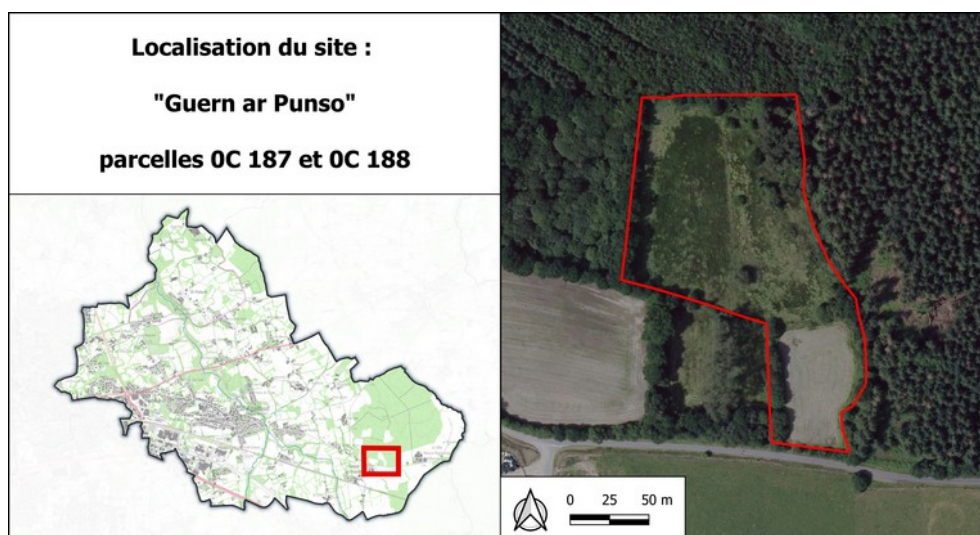 Localisation du site :
"Guern ar Punso"
parcelles 0C 187 et 0C 188
0 25 50 m